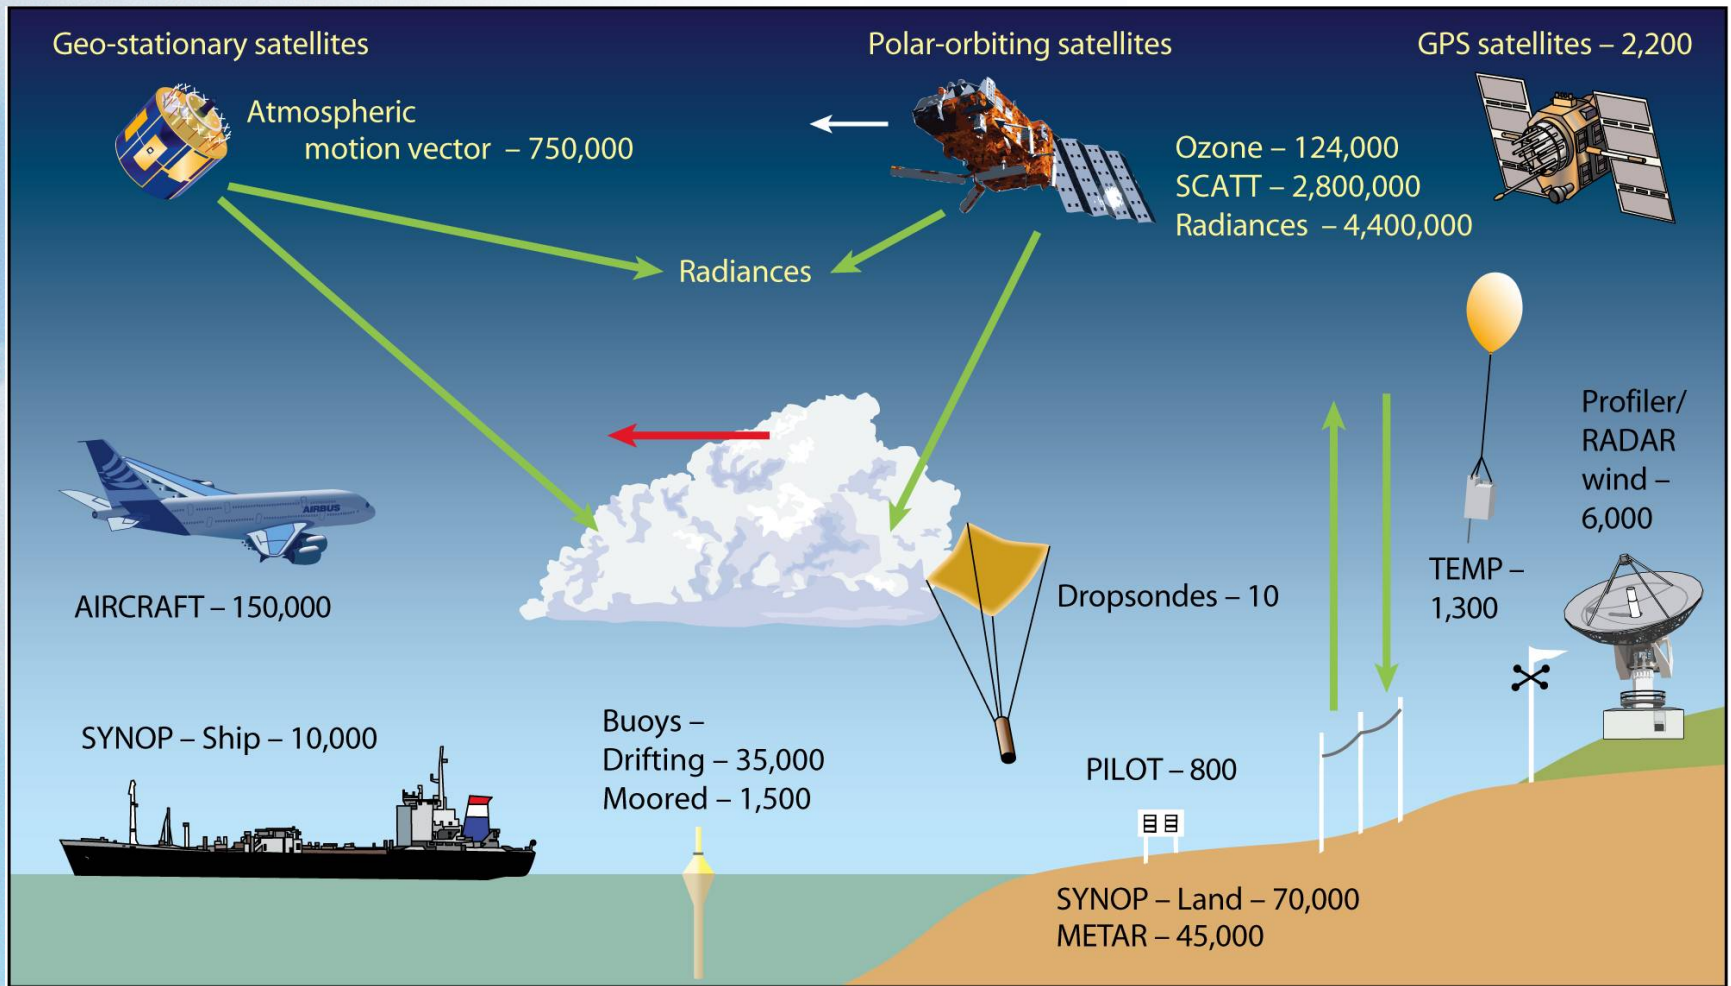 Geo-stationary satellites
Polar-orbiting satellites
GPS satellites – 2,200
Atmospheric
motion vector – 750,000
Ozone – 124,000
SCATT – 2,800,000
Radiances – 4,400,000
Radiances
Profiler/
RADAR
wind –
6,000
AIRBUS
TEMP –
1,300
AIRCRAFT – 150,000
Dropsondes – 10
SYNOP – Ship – 10,000
Buoys –
Drifting – 35,000
Moored – 1,500
PILOT – 800
SYNOP – Land – 70,000
METAR – 45,000